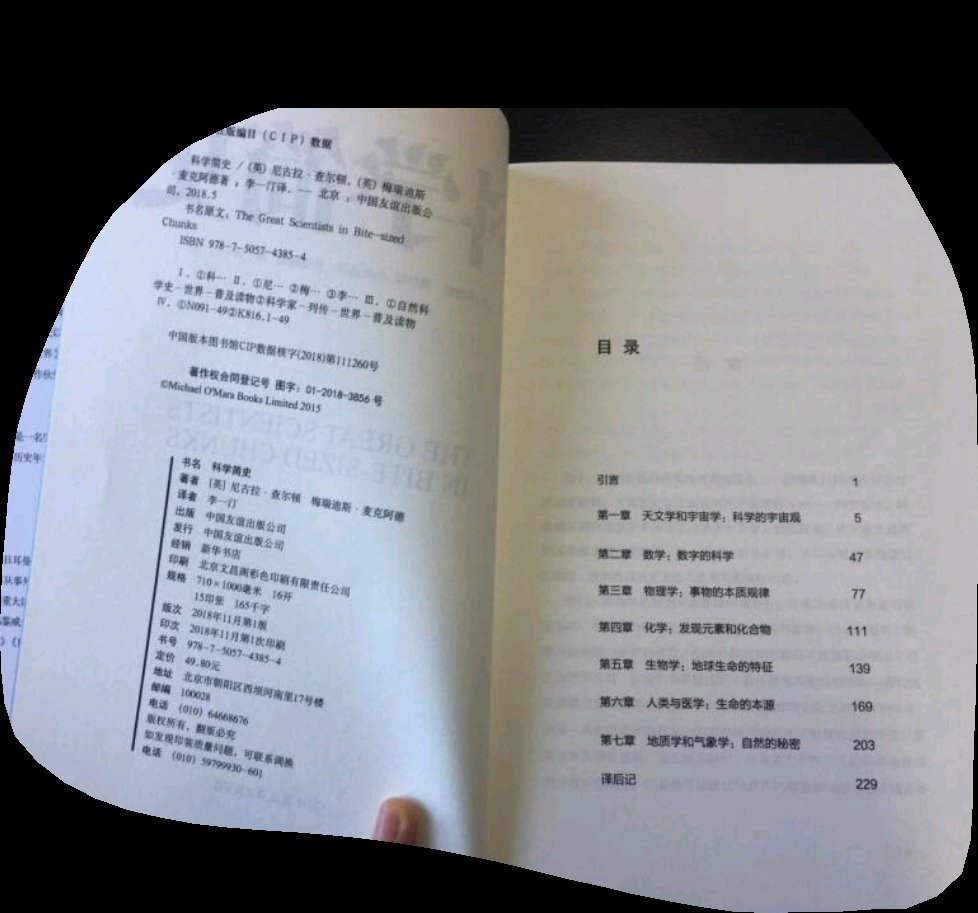 版编目（CIP）数据
科学简史 /（英）尼古拉·查尔顿，（英）梅瑞迪斯
·麦克阿德著；李一汀译. -- 北京：中国友谊出版公
司，2018.5
书名原文：The Great Scientists in Bite-sized
Chunks
ISBN 978-7-5057-4385-4
Ⅰ. ①科… Ⅱ. ①尼… ②梅… ③李… Ⅲ. ①自然科
学史-世界-普及读物②科学家-列传-世界-普及读物
Ⅳ. ①N091-49②K816.1-49
中国版本图书馆CIP数据核字(2018)第111260号
著作权合同登记号 图字：01-2018-3856 号
©Michael O'Mara Books Limited 2015
书名 科学简史
著者 [英] 尼古拉·查尔顿 梅瑞迪斯·麦克阿德
译者 李一汀
出版 中国友谊出版公司
发行 中国友谊出版公司
经销 新华书店
印刷 北京文昌阁彩色印刷有限责任公司
规格 710×1000毫米 16开
15印张 165千字
版次 2018年11月第1版
印次 2018年11月第1次印刷
书号 978-7-5057-4385-4
定价 49.80元
地址 北京市朝阳区西坝河南里17号楼
邮编 100028
电话 (010) 64668676
版权所有，翻版必究
如发现印装质量问题，可联系调换
电话 (010) 59799930-601
目 录
引言 1
第一章 天文学和宇宙学：科学的宇宙观 5
第二章 数学：数字的科学 47
第三章 物理学：事物的本质规律 77
第四章 化学：发现元素和化合物 111
第五章 生物学：地球生命的特征 139
第六章 人类与医学：生命的本源 169
第七章 地质学和气象学：自然的秘密 203
译后记 229